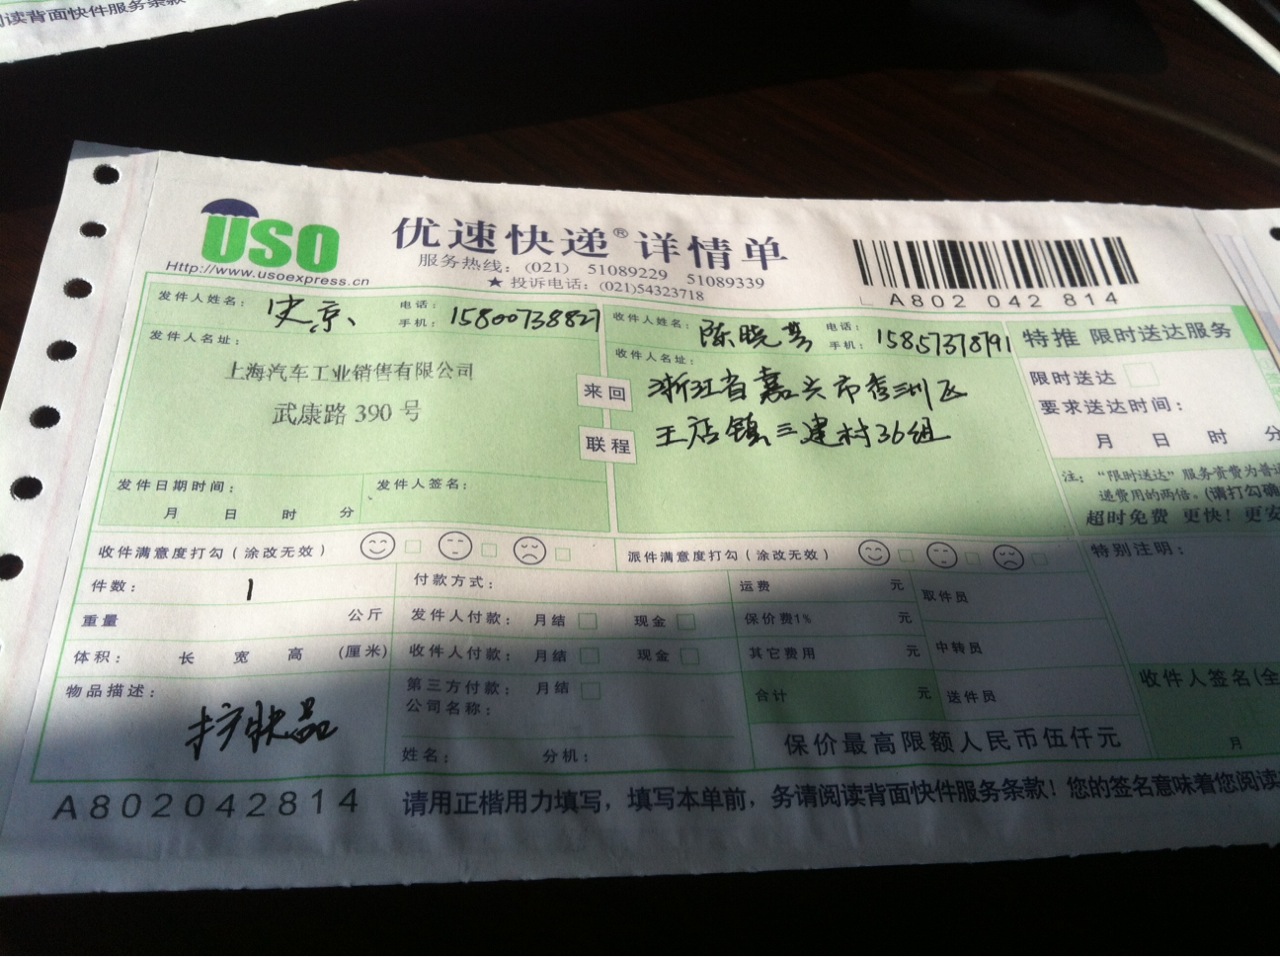 读背面快件服务条款
USO
Http://www.usoexpress.cn
优速快递®详情单
服务热线：(021) 51089229 51089339
★ 投诉电话：(021)54323718
A802 042 814
发件人姓名： 史京、 电话： 手机： 15800738827
收件人姓名： 陈晓芳 电话： 手机： 15857378791
特推 限时送达服务
发件人名址：
上海汽车工业销售有限公司
武康路 390 号
来回
联程
收件人名址：
浙江省嘉兴市秀洲区
王店镇三建村36组
限时送达
要求送达时间：
月 日 时 分
注：“限时送达”服务资费为普通
递费用的两倍。(请打勾确
超时免费 更快！更安
发件日期时间： 发件人签名：
月 日 时 分
收件满意度打勾（涂改无效）
派件满意度打勾（涂改无效）
特别注明：
件数： 1 付款方式： 运费 元 取件员
重量 公斤 发件人付款： 月结 现金 保价费1% 元
体积： 长 宽 高 (厘米) 收件人付款： 月结 现金 其它费用 元 中转员
物品描述： 护肤品 第三方付款： 月结 合计 元 送件员
公司名称：
姓名： 分机：
保价最高限额人民币伍仟元
收件人签名(全
月
A802042814
请用正楷用力填写，填写本单前，务请阅读背面快件服务条款！您的签名意味着您阅读